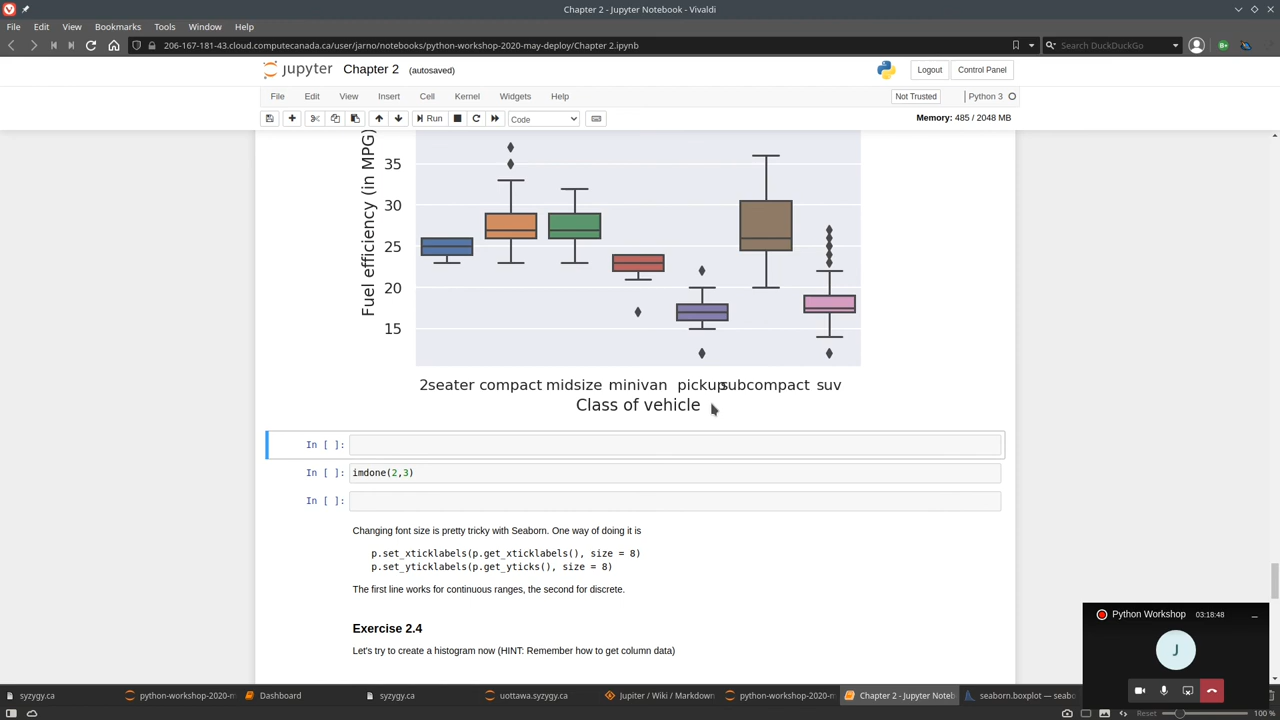 Chapter 2 - Jupyter Notebook - Vivaldi
File Edit View Bookmarks Tools Window Help
206-167-181-43.cloud.computecanada.ca/user/jarno/notebooks/python-workshop-2020-may-deploy/Chapter 2.ipynb
Search DuckDuckGo
jupyter Chapter 2 (autosaved)
Logout Control Panel
File Edit View Insert Cell Kernel Widgets Help
Not Trusted Python 3
Run Code Memory: 485 / 2048 MB
Fuel efficiency (in MPG)
35
30
25
20
15
2seater compact midsize minivan pickup subcompact suv
Class of vehicle
In [ ]:
In [ ]: imdone(2,3)
In [ ]:
Changing font size is pretty tricky with Seaborn. One way of doing it is
p.set_xticklabels(p.get_xticklabels(), size = 8)
p.set_yticklabels(p.get_yticks(), size = 8)
The first line works for continuous ranges, the second for discrete.
Exercise 2.4
Let's try to create a histogram now (HINT: Remember how to get column data)
Python Workshop 03:18:48
J
syzygy.ca python-workshop-2020-m Dashboard syzygy.ca uottawa.syzygy.ca Jupiter / Wiki / Markdown python-workshop-2020-m Chapter 2 - Jupyter Noteb seaborn.boxplot — seabo
Reset 100 %